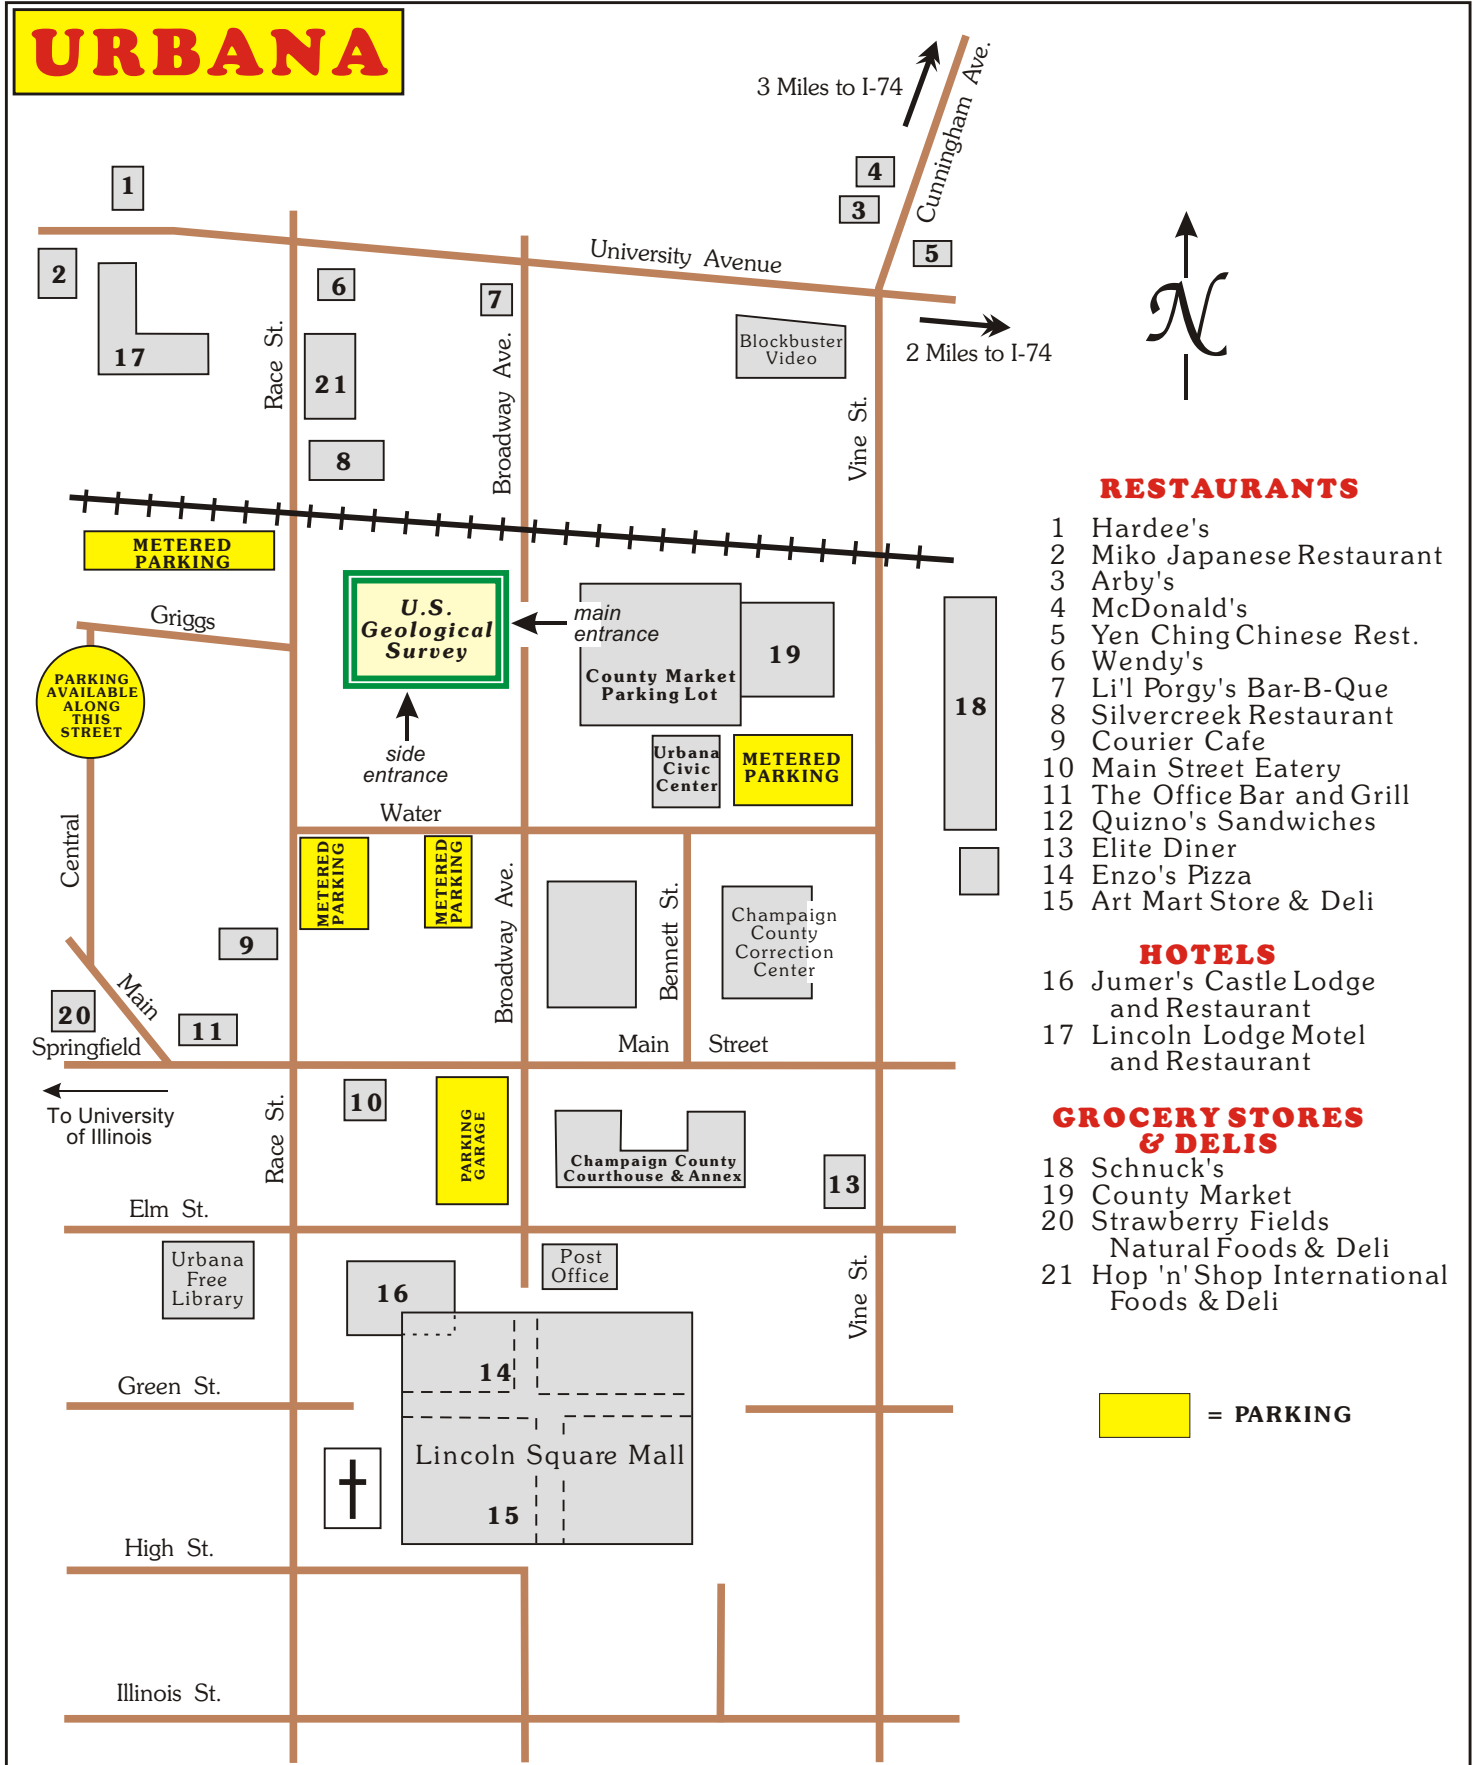 URBANA
3 Miles to I-74
Cunningham Ave.
1
4
3
University Avenue
5
2
6
7
Race St.
Broadway Ave.
17
21
Blockbuster
Video
2 Miles to I-74
N
Vine St.
8
METERED
PARKING
Griggs
U.S.
Geological
Survey
main
entrance
County Market
Parking Lot
19
18
PARKING
AVAILABLE
ALONG
THIS
STREET
side
entrance
Urbana
Civic
Center
METERED
PARKING
Water
Central
METERED
PARKING
METERED
PARKING
Broadway Ave.
Bennett St.
Champaign
County
Correction
Center
9
Main
20
11
Springfield
Main Street
To University
of Illinois
10
Race St.
PARKING
GARAGE
Champaign County
Courthouse & Annex
13
Elm St.
Urbana
Free
Library
16
Post
Office
Vine St.
14
Green St.
Lincoln Square Mall
15
High St.
Illinois St.
RESTAURANTS
1 Hardee's
2 Miko Japanese Restaurant
3 Arby's
4 McDonald's
5 Yen Ching Chinese Rest.
6 Wendy's
7 Li'l Porgy's Bar-B-Que
8 Silvercreek Restaurant
9 Courier Cafe
10 Main Street Eatery
11 The Office Bar and Grill
12 Quizno's Sandwiches
13 Elite Diner
14 Enzo's Pizza
15 Art Mart Store & Deli
HOTELS
16 Jumer's Castle Lodge
and Restaurant
17 Lincoln Lodge Motel
and Restaurant
GROCERY STORES
& DELIS
18 Schnuck's
19 County Market
20 Strawberry Fields
Natural Foods & Deli
21 Hop 'n' Shop International
Foods & Deli
= PARKING